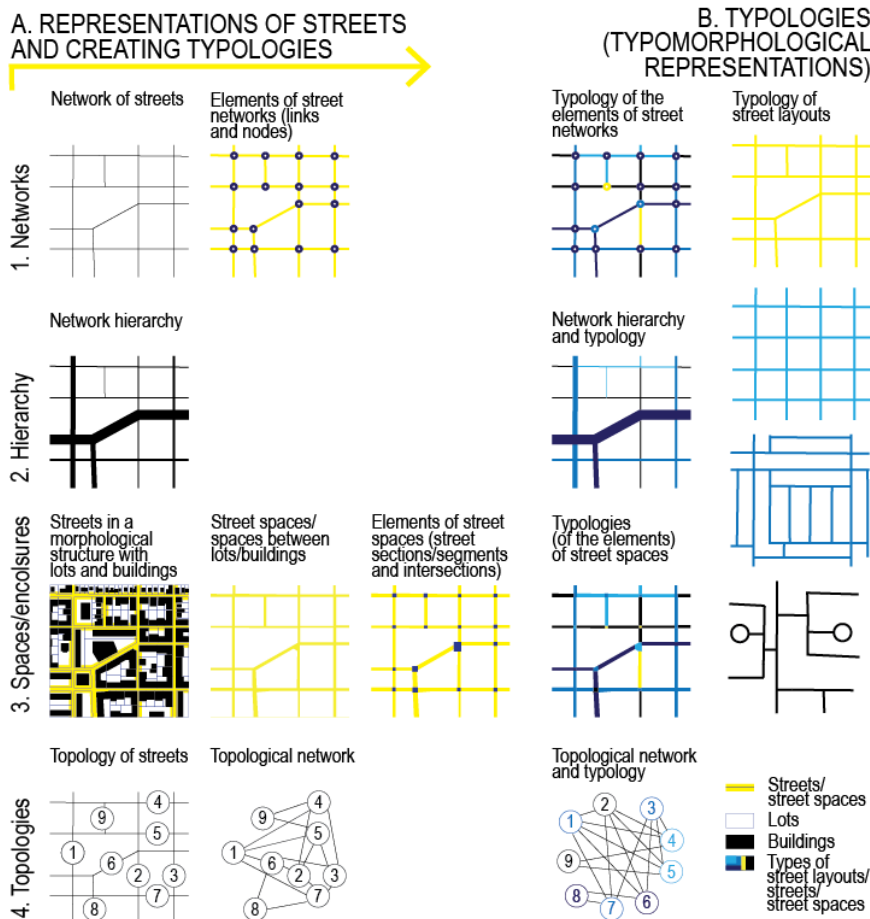 A. REPRESENTATIONS OF STREETS
AND CREATING TYPOLOGIES
B. TYPOLOGIES
(TYPOMORPHOLOGICAL
REPRESENTATIONS)
1. Networks
Network of streets
Elements of street
networks (links
and nodes)
Typology of the
elements of street
networks
Typology of
street layouts
2. Hierarchy
Network hierarchy
Network hierarchy
and typology
3. Spaces/encolsures
Streets in a
morphological
structure with
lots and buildings
Street spaces/
spaces between
lots/buildings
Elements of street
spaces (street
sections/segments
and intersections)
Typologies
(of the elements)
of street spaces
4. Topologies
Topology of streets
4
9
5
1
6
2
3
7
8
Topological network
4
9
5
1
6
2
3
7
8
Topological network
and typology
2
3
1
4
9
5
8
6
7
Streets/
street spaces
Lots
Buildings
Types of
street layouts/
streets/
street spaces